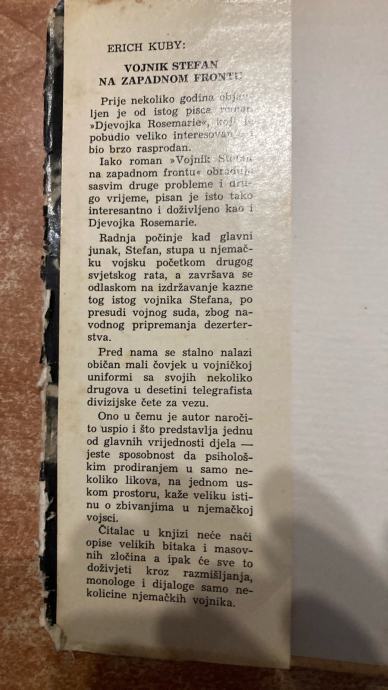 ERICH KUBY:
VOJNIK STEFAN
NA ZAPADNOM FRONTU
Prije nekoliko godina objav-
ljen je od istog pisca roman
»Djevojka Rosemarie«, koji je
pobudio veliko interesovanje i
bio brzo rasprodan.
Iako roman »Vojnik Stefan
na zapadnom frontu« obrađuje
sasvim druge probleme i dru-
go vrijeme, pisan je isto tako
interesantno i doživljeno kao i
Djevojka Rosemarie.
Radnja počinje kad glavni
junak, Stefan, stupa u njemač-
ku vojsku početkom drugog
svjetskog rata, a završava se
odlaskom na izdržavanje kazne
tog istog vojnika Stefana, po
presudi vojnog suda, zbog na-
vodnog pripremanja dezerter-
stva.
Pred nama se stalno nalazi
običan mali čovjek u vojničkoj
uniformi sa svojih nekoliko
drugova u desetini telegrafista
divizijske čete za vezu.
Ono u čemu je autor naroči-
to uspio i što predstavlja jednu
od glavnih vrijednosti djela —
jeste sposobnost da psihološ-
kim prodiranjem u samo ne-
koliko likova, na jednom us-
kom prostoru, kaže veliku isti-
nu o zbivanjima u njemačkoj
vojsci.
Čitalac u knjizi neće naći
opise velikih bitaka i masov-
nih zločina a ipak će sve to
doživjeti kroz razmišljanja,
monologe i dijaloge samo ne-
kolicine njemačkih vojnika.